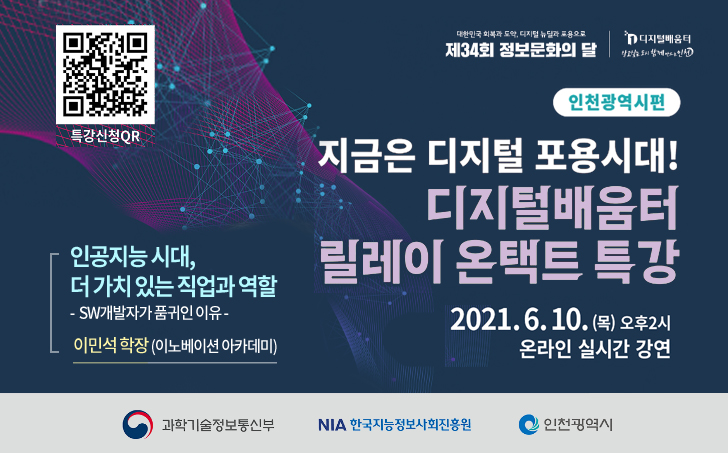 특강신청QR
대한민국 회복과 도약, 디지털 뉴딜과 포용으로
제34회 정보문화의 달
디지털배움터
인천광역시편
지금은 디지털 포용시대!
디지털배움터
릴레이 온택트 특강
인공지능 시대,
더 가치 있는 직업과 역할
- SW개발자가 품귀인 이유 -
이민석 학장 (이노베이션 아카데미)
2021. 6. 10. (목) 오후2시
온라인 실시간 강연
과학기술정보통신부
NIA 한국지능정보사회진흥원
인천광역시